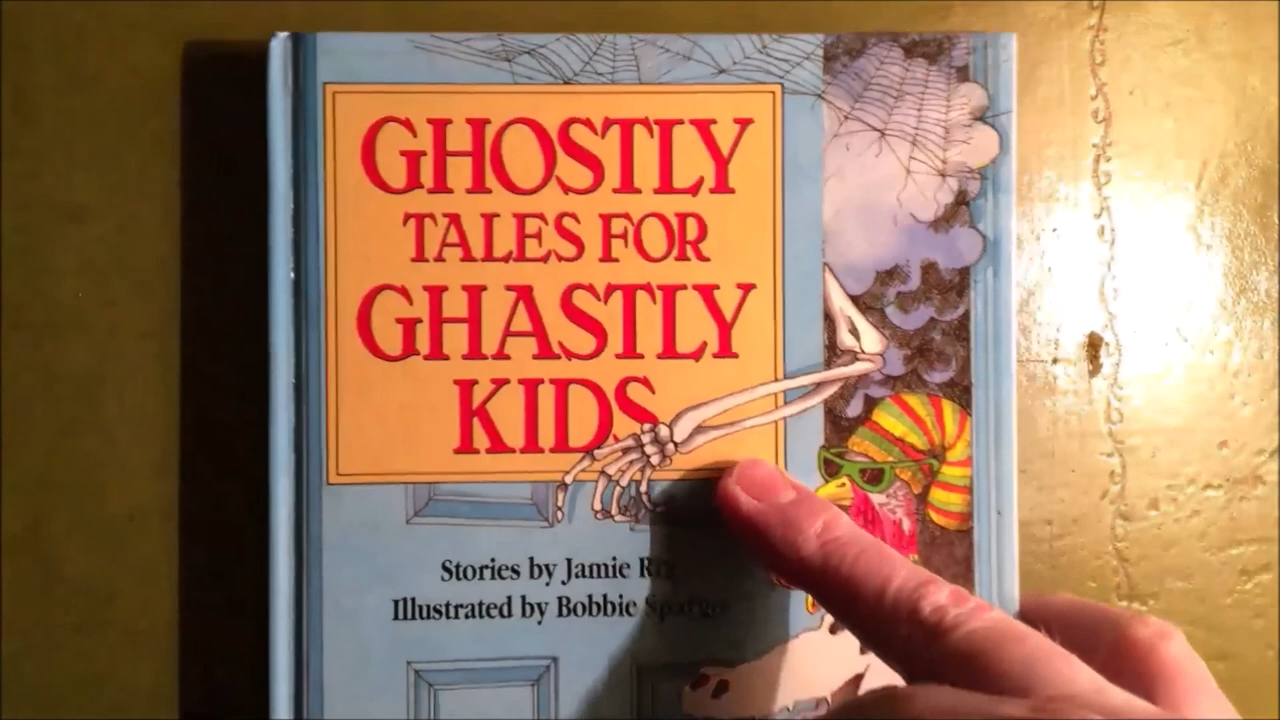 GHOSTLY
TALES FOR
GHASTLY
KIDS
Stories by Jamie
Illustrated by Bobbie